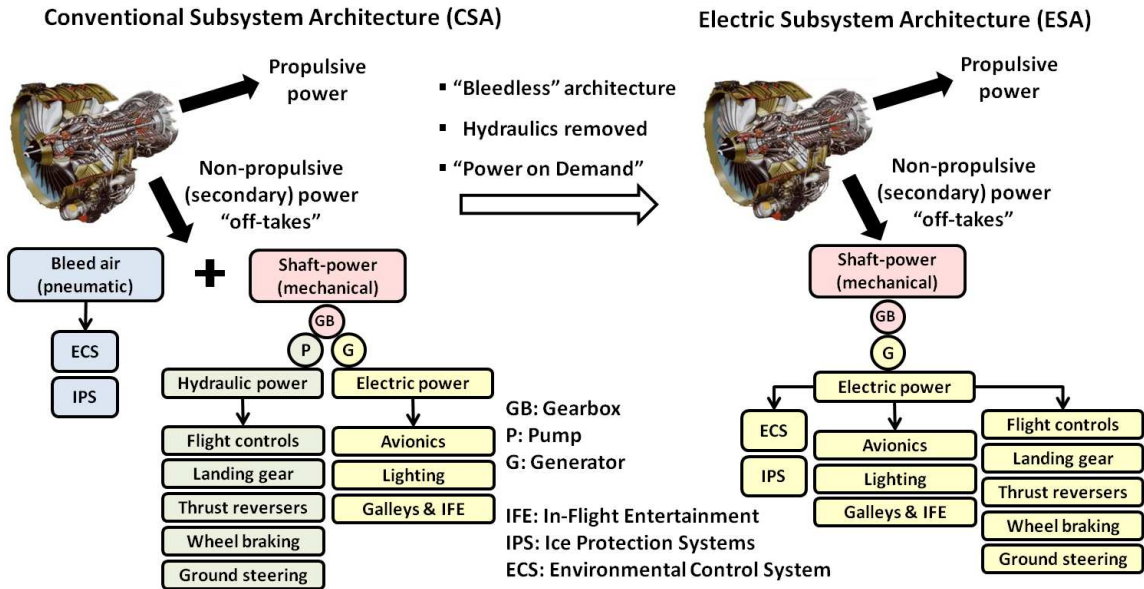 Conventional Subsystem Architecture (CSA)
Propulsive
power
Non-propulsive
(secondary) power
“off-takes”
Bleed air
(pneumatic)
+
Shaft-power
(mechanical)
GB
P
G
ECS
IPS
Hydraulic power
Electric power
Flight controls
Landing gear
Thrust reversers
Wheel braking
Ground steering
Avionics
Lighting
Galleys & IFE
▪ “Bleedless” architecture
▪ Hydraulics removed
▪ “Power on Demand”
GB: Gearbox
P: Pump
G: Generator
IFE: In-Flight Entertainment
IPS: Ice Protection Systems
ECS: Environmental Control System
Electric Subsystem Architecture (ESA)
Propulsive
power
Non-propulsive
(secondary) power
“off-takes”
Shaft-power
(mechanical)
GB
G
Electric power
ECS
IPS
Avionics
Lighting
Galleys & IFE
Flight controls
Landing gear
Thrust reversers
Wheel braking
Ground steering